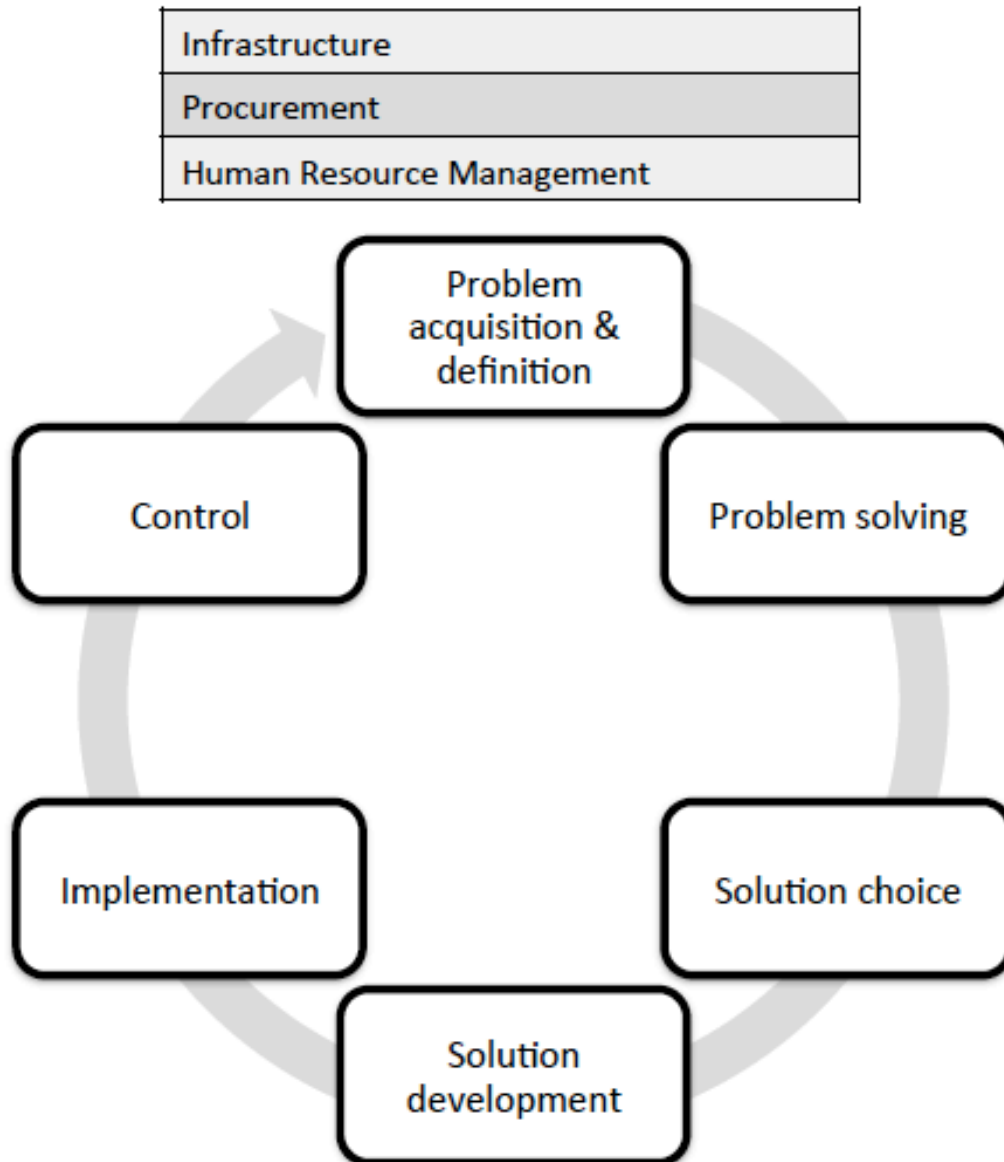 Infrastructure
Procurement
Human Resource Management
Problem
acquisition &
definition
Problem solving
Solution choice
Solution
development
Implementation
Control